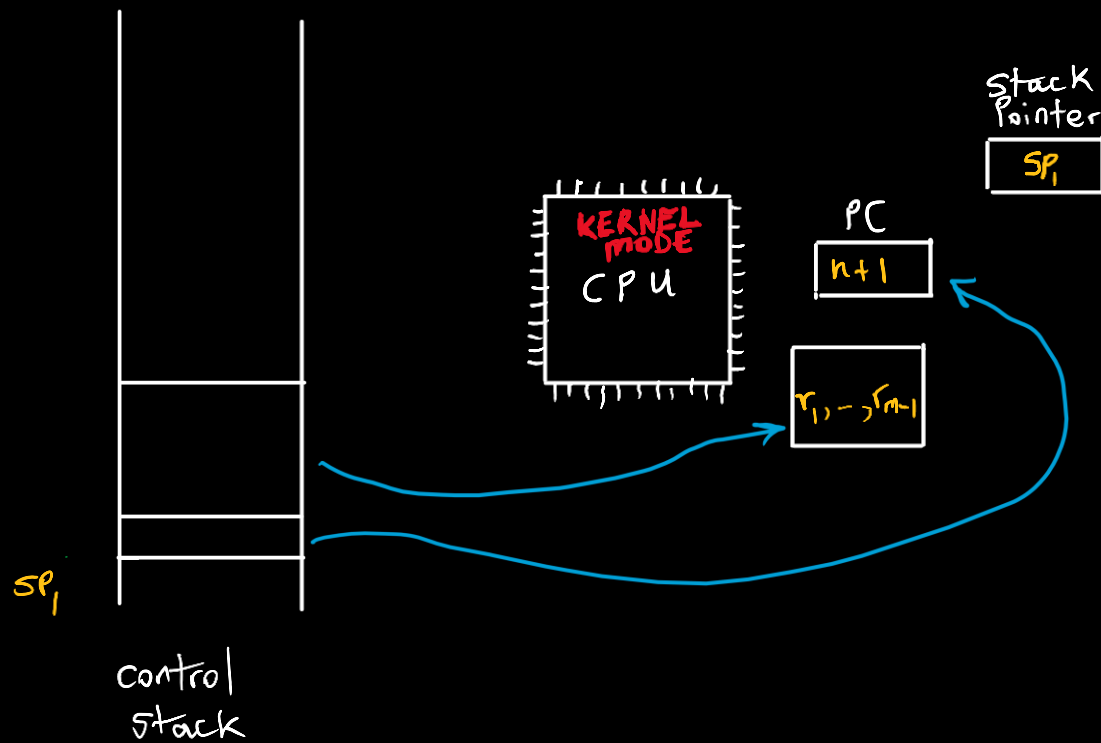 Stack
Pointer
SP₁
KERNEL
MODE
CPU
PC
n+1
r₁,-,rₘ₋₁
SP₁
control
stack